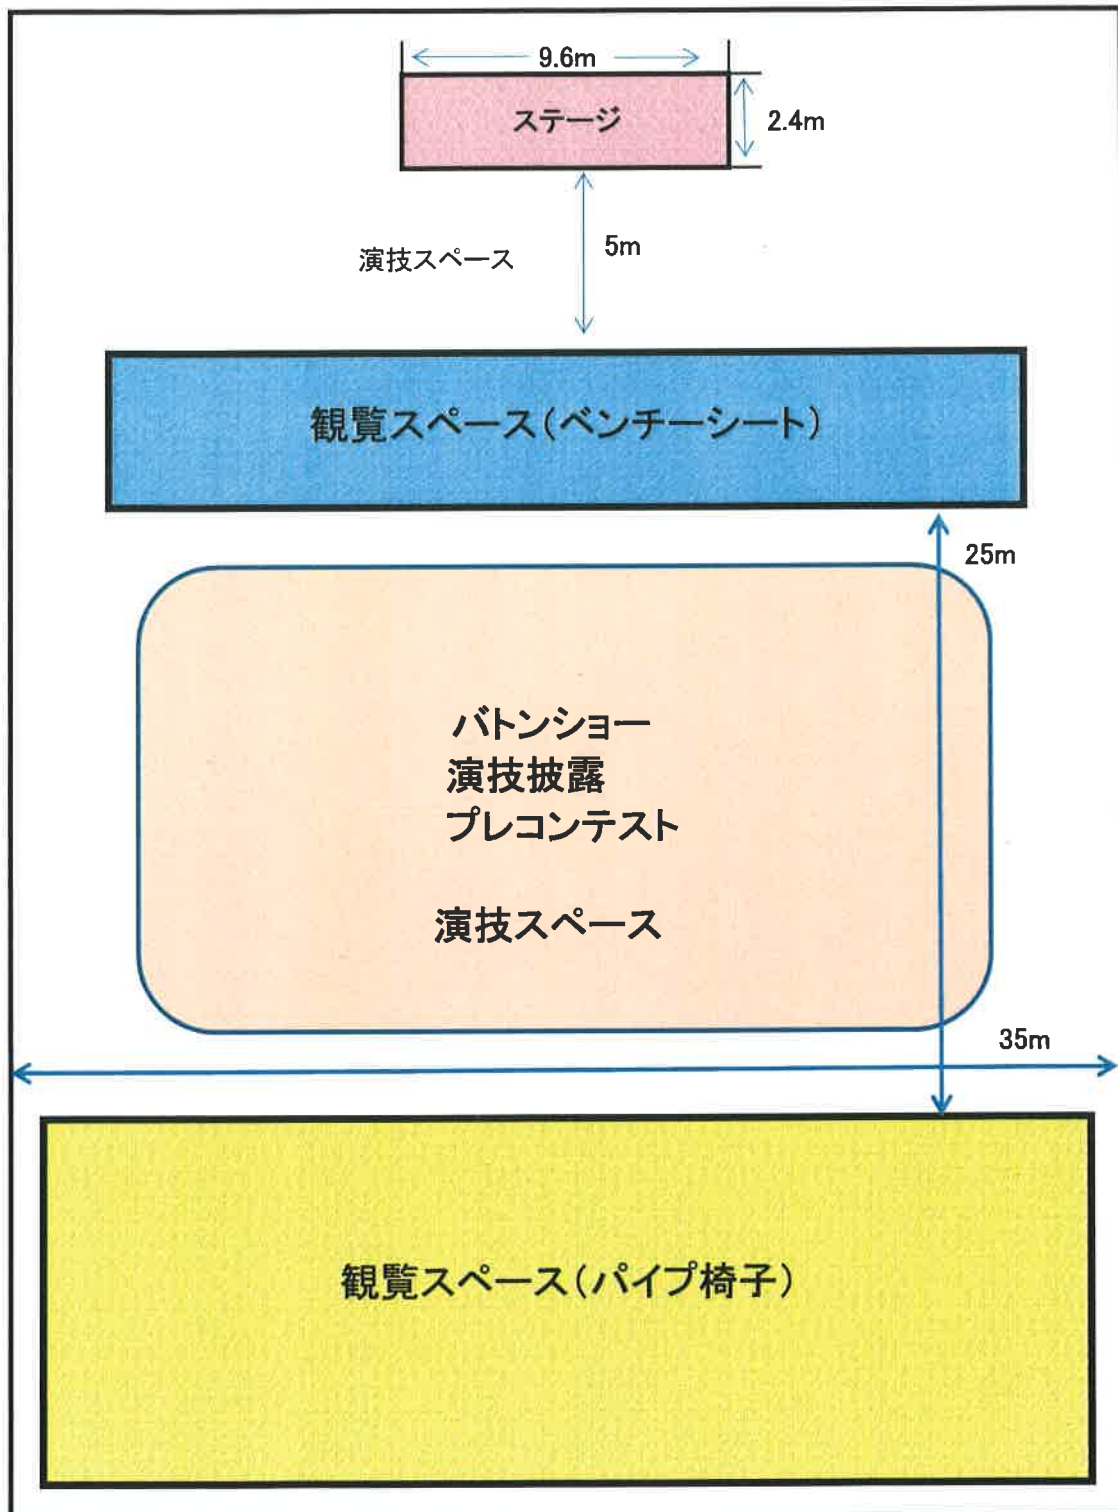 9.6m
ステージ
2.4m
5m
演技スペース
観覧スペース(ベンチーシート)
25m
バトンショー
演技披露
プレコンテスト
演技スペース
35m
観覧スペース(パイプ椅子)